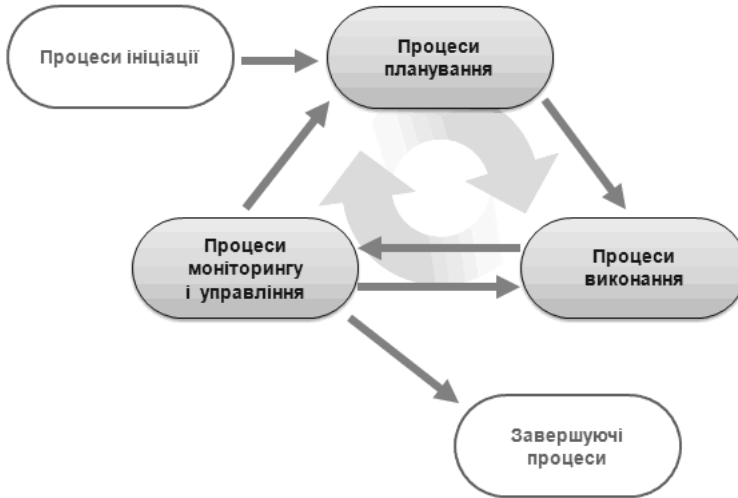 Процеси ініціації
Процеси
планування
Процеси
моніторингу
і управління
Процеси
виконання
Завершуючі
процеси